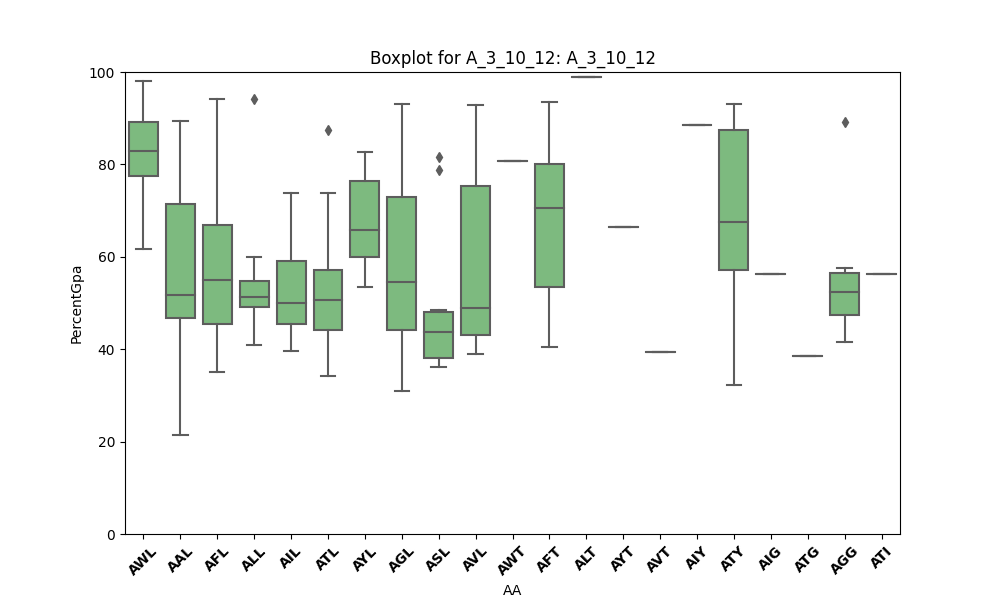 Boxplot for A_3_10_12: A_3_10_12
100
80
60
40
20
0
PercentGpa
AWL AAL AFL ALL AIL ATL AYL AGL ASL AVL AWT AFT ALT AYT AVT AIY ATY AIG ATG AGG ATI
AA